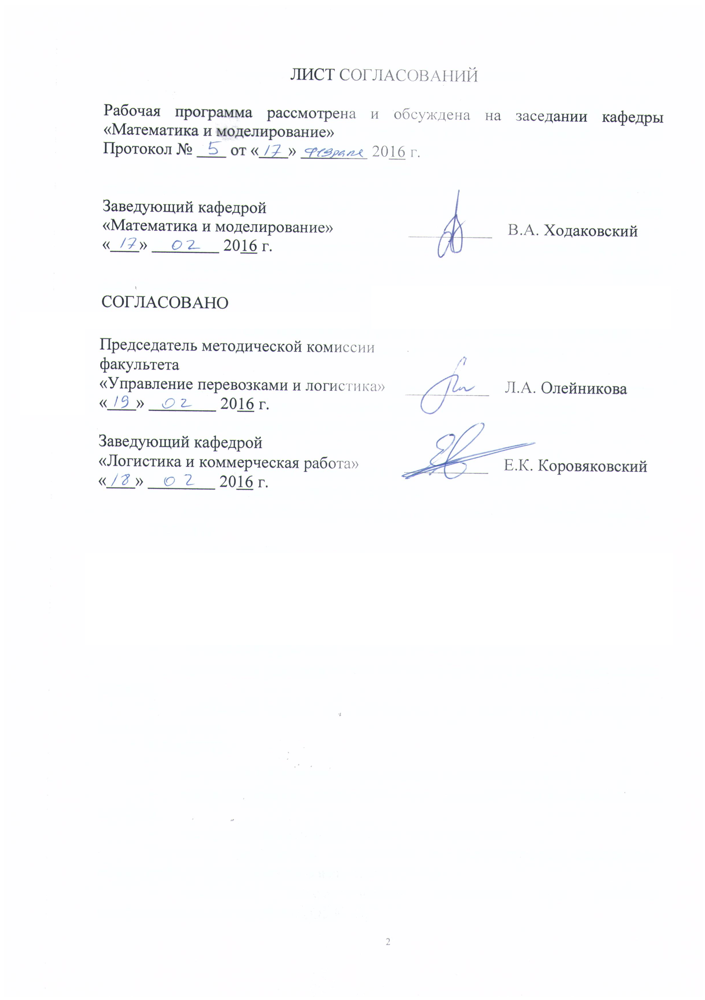 ЛИСТ СОГЛАСОВАНИЙ
Рабочая программа рассмотрена и обсуждена на заседании кафедры
«Математика и моделирование»
Протокол № 5 от «17» февраля 2016 г.
Заведующий кафедрой
«Математика и моделирование» В.А. Ходаковский
«17» 02 2016 г.
СОГЛАСОВАНО
Председатель методической комиссии
факультета
«Управление перевозками и логистика» Л.А. Олейникова
«19» 02 2016 г.
Заведующий кафедрой
«Логистика и коммерческая работа» Е.К. Коровяковский
«18» 02 2016 г.
2